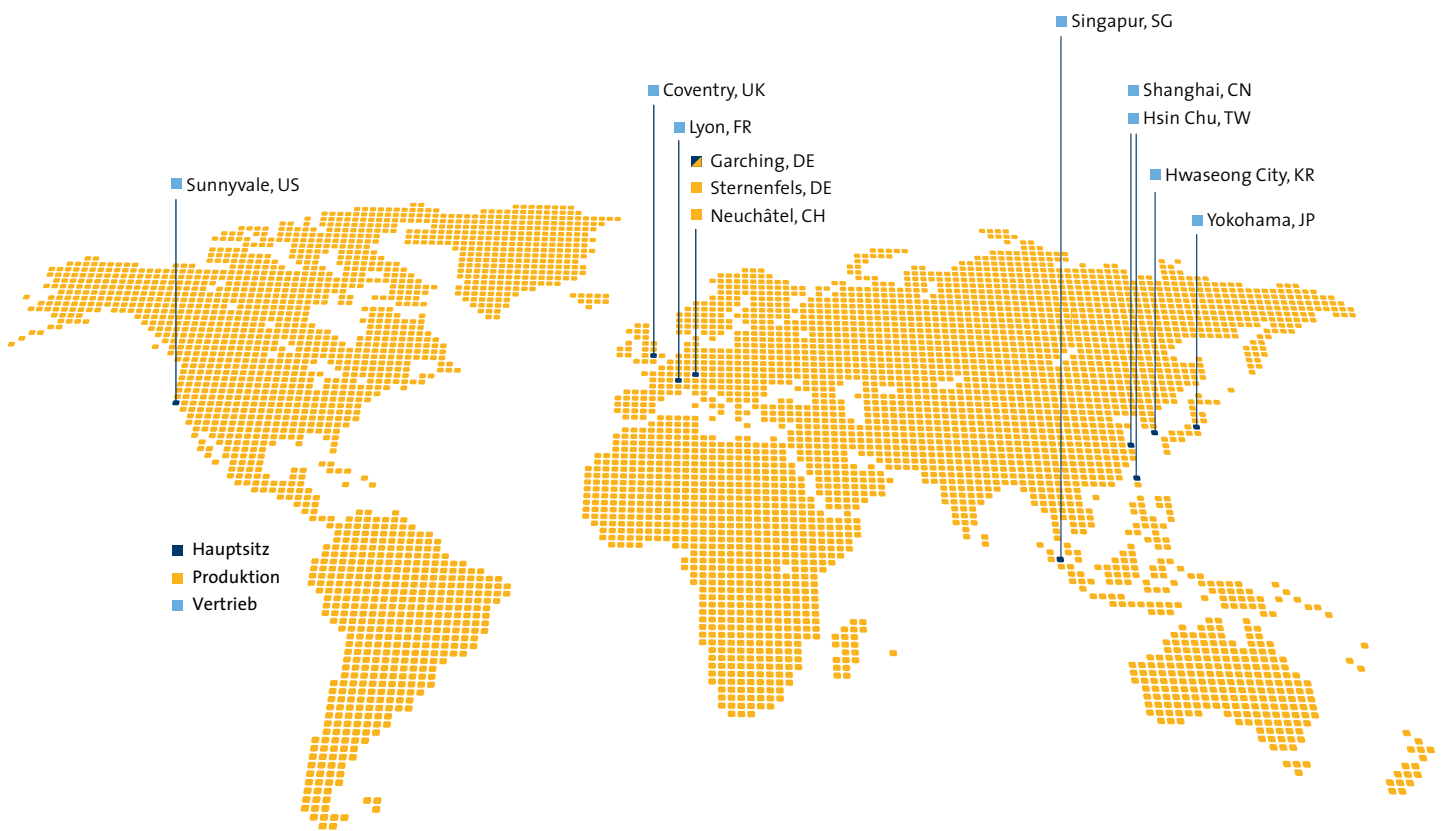 Singapur, SG
Coventry, UK
Shanghai, CN
Hsin Chu, TW
Lyon, FR
Garching, DE
Sternenfels, DE
Neuchâtel, CH
Hwaseong City, KR
Sunnyvale, US
Yokohama, JP
Hauptsitz
Produktion
Vertrieb